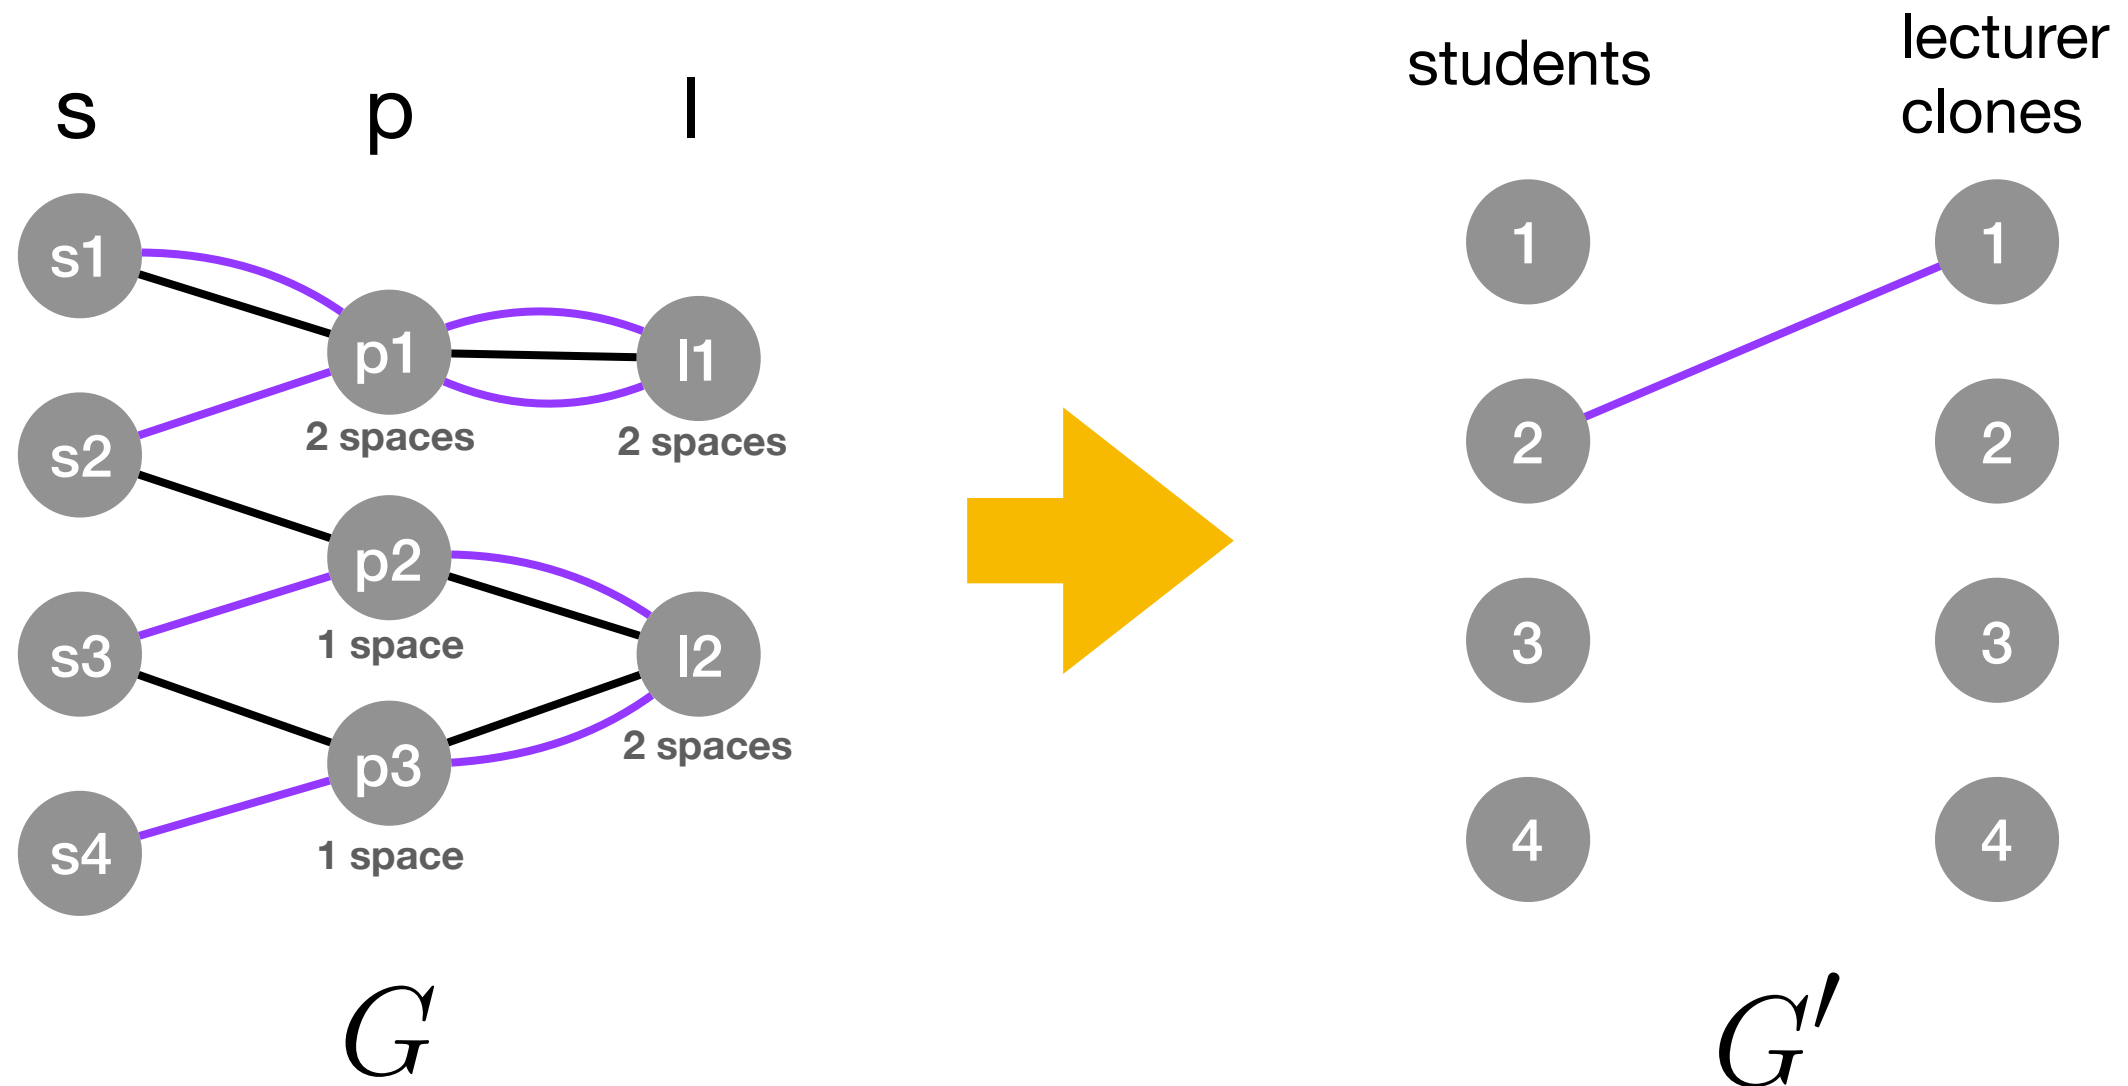 s p l
s1
s2
s3
s4
p1
2 spaces
p2
1 space
p3
1 space
l1
2 spaces
l2
2 spaces
G
students
lecturer
clones
1
2
3
4
1
2
3
4
G′